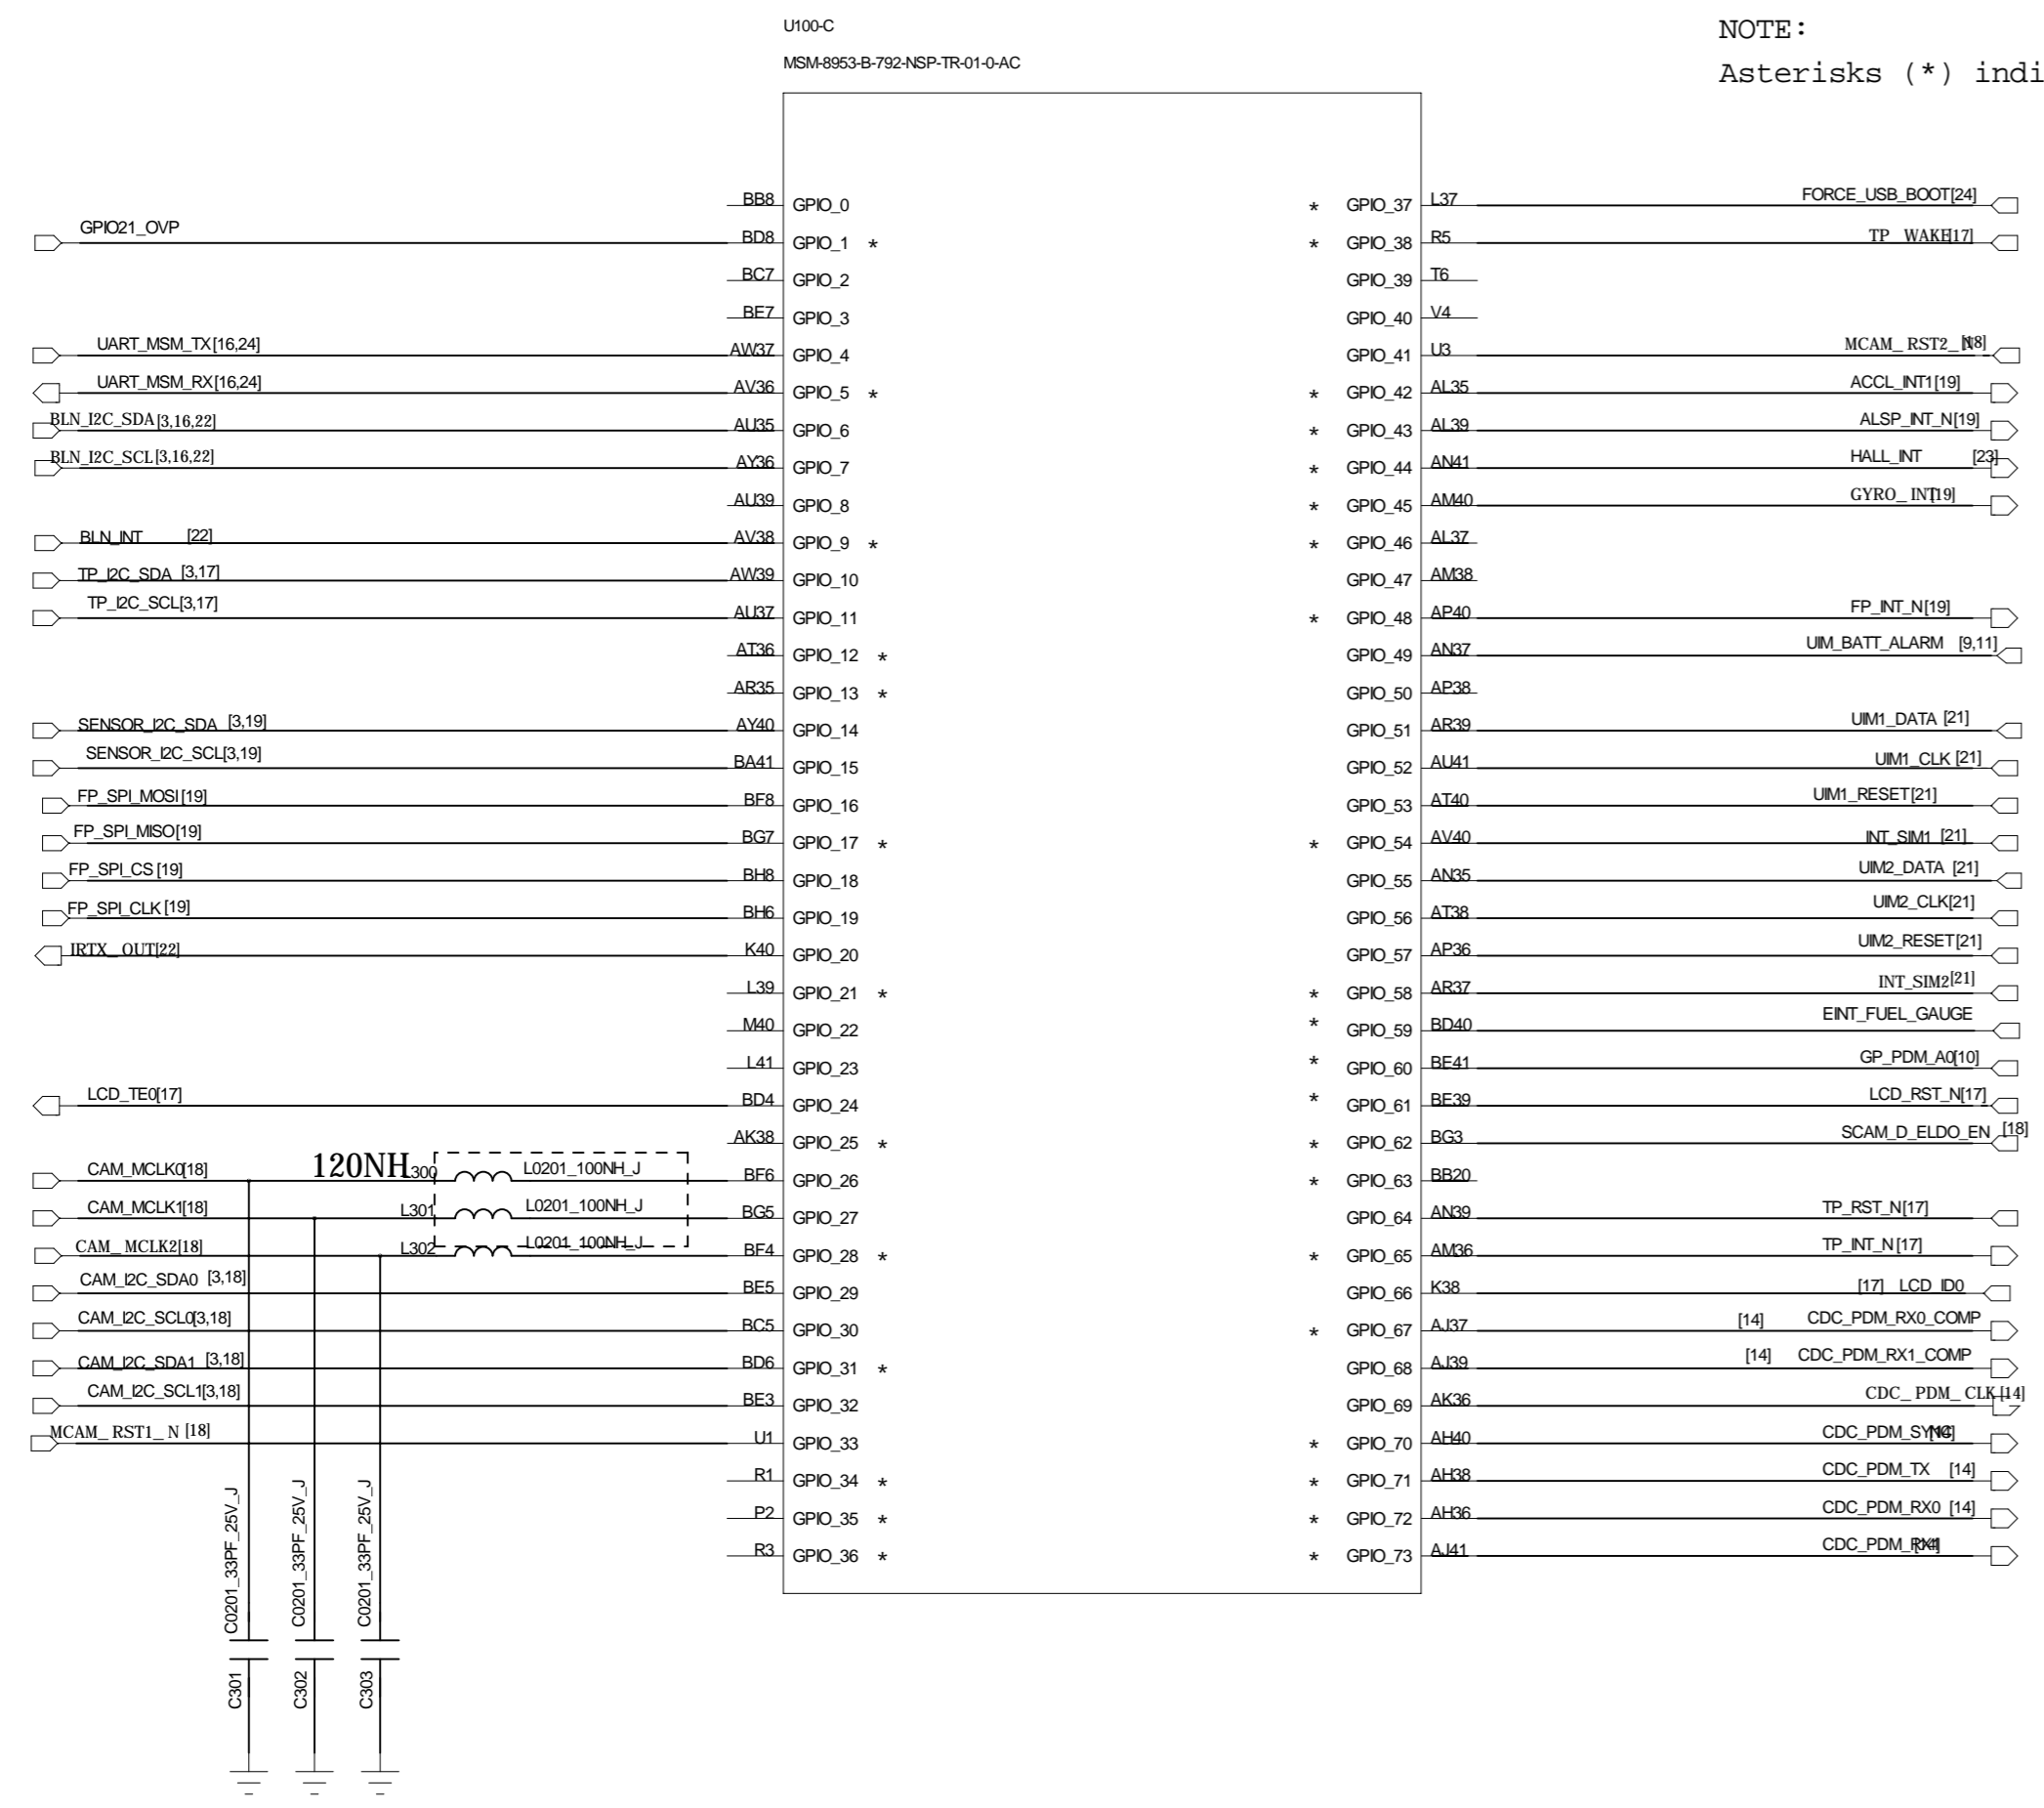 U100-C
MSM-8953-B-792-NSP-TR-01-0-AC
NOTE:
Asterisks (*) indi
BB8 GPIO_0
GPIO21_OVP BD8 GPIO_1 *
BC7 GPIO_2
BE7 GPIO_3
UART_MSM_TX[16,24] AW37 GPIO_4
UART_MSM_RX[16,24] AV36 GPIO_5 *
BLN_I2C_SDA[3,16,22] AU35 GPIO_6
BLN_I2C_SCL[3,16,22] AY36 GPIO_7
AU39 GPIO_8
BLN_INT [22] AV38 GPIO_9 *
TP_I2C_SDA [3,17] AW39 GPIO_10
TP_I2C_SCL[3,17] AU37 GPIO_11
AT36 GPIO_12 *
AR35 GPIO_13 *
SENSOR_I2C_SDA [3,19] AY40 GPIO_14
SENSOR_I2C_SCL[3,19] BA41 GPIO_15
FP_SPI_MOSI[19] BF8 GPIO_16
FP_SPI_MISO[19] BG7 GPIO_17 *
FP_SPI_CS [19] BH8 GPIO_18
FP_SPI_CLK [19] BH6 GPIO_19
IRTX_OUT[22] K40 GPIO_20
L39 GPIO_21 *
M40 GPIO_22
L41 GPIO_23
LCD_TE0[17] BD4 GPIO_24
AK38 GPIO_25 *
CAM_MCLK0[18] 120NH L300 L0201_100NH_J BF6 GPIO_26
CAM_MCLK1[18] L301 L0201_100NH_J BG5 GPIO_27
CAM_MCLK2[18] L302 L0201_100NH_J BF4 GPIO_28 *
CAM_I2C_SDA0 [3,18] BE5 GPIO_29
CAM_I2C_SCL0[3,18] BC5 GPIO_30
CAM_I2C_SDA1 [3,18] BD6 GPIO_31 *
CAM_I2C_SCL1[3,18] BE3 GPIO_32
MCAM_RST1_N [18] U1 GPIO_33
R1 GPIO_34 *
P2 GPIO_35 *
R3 GPIO_36 *
* GPIO_37 L37 FORCE_USB_BOOT[24]
* GPIO_38 R5 TP_WAKE[17]
GPIO_39 T6
GPIO_40 V4
GPIO_41 U3 MCAM_RST2_N[18]
* GPIO_42 AL35 ACCL_INT1[19]
* GPIO_43 AL39 ALSP_INT_N[19]
* GPIO_44 AN41 HALL_INT [23]
* GPIO_45 AM40 GYRO_INT[19]
* GPIO_46 AL37
GPIO_47 AM38
* GPIO_48 AP40 FP_INT_N[19]
GPIO_49 AN37 UIM_BATT_ALARM [9,11]
GPIO_50 AP38
GPIO_51 AR39 UIM1_DATA [21]
GPIO_52 AU41 UIM1_CLK [21]
GPIO_53 AT40 UIM1_RESET[21]
* GPIO_54 AV40 INT_SIM1 [21]
GPIO_55 AN35 UIM2_DATA [21]
GPIO_56 AT38 UIM2_CLK[21]
GPIO_57 AP36 UIM2_RESET[21]
* GPIO_58 AR37 INT_SIM2[21]
* GPIO_59 BD40 EINT_FUEL_GAUGE
* GPIO_60 BE41 GP_PDM_A0[10]
* GPIO_61 BE39 LCD_RST_N[17]
* GPIO_62 BG3 SCAM_D_ELDO_EN [18]
* GPIO_63 BB20
GPIO_64 AN39 TP_RST_N[17]
* GPIO_65 AM36 TP_INT_N[17]
GPIO_66 K38 [17] LCD_ID0
* GPIO_67 AJ37 [14] CDC_PDM_RX0_COMP
GPIO_68 AJ39 [14] CDC_PDM_RX1_COMP
GPIO_69 AK36 CDC_PDM_CLK[14]
* GPIO_70 AH40 CDC_PDM_SYNC[14]
* GPIO_71 AH38 CDC_PDM_TX [14]
* GPIO_72 AH36 CDC_PDM_RX0 [14]
* GPIO_73 AJ41 CDC_PDM_RX1[14]
C0201_33PF_25V_J C0201_33PF_25V_J C0201_33PF_25V_J
C301 C302 C303